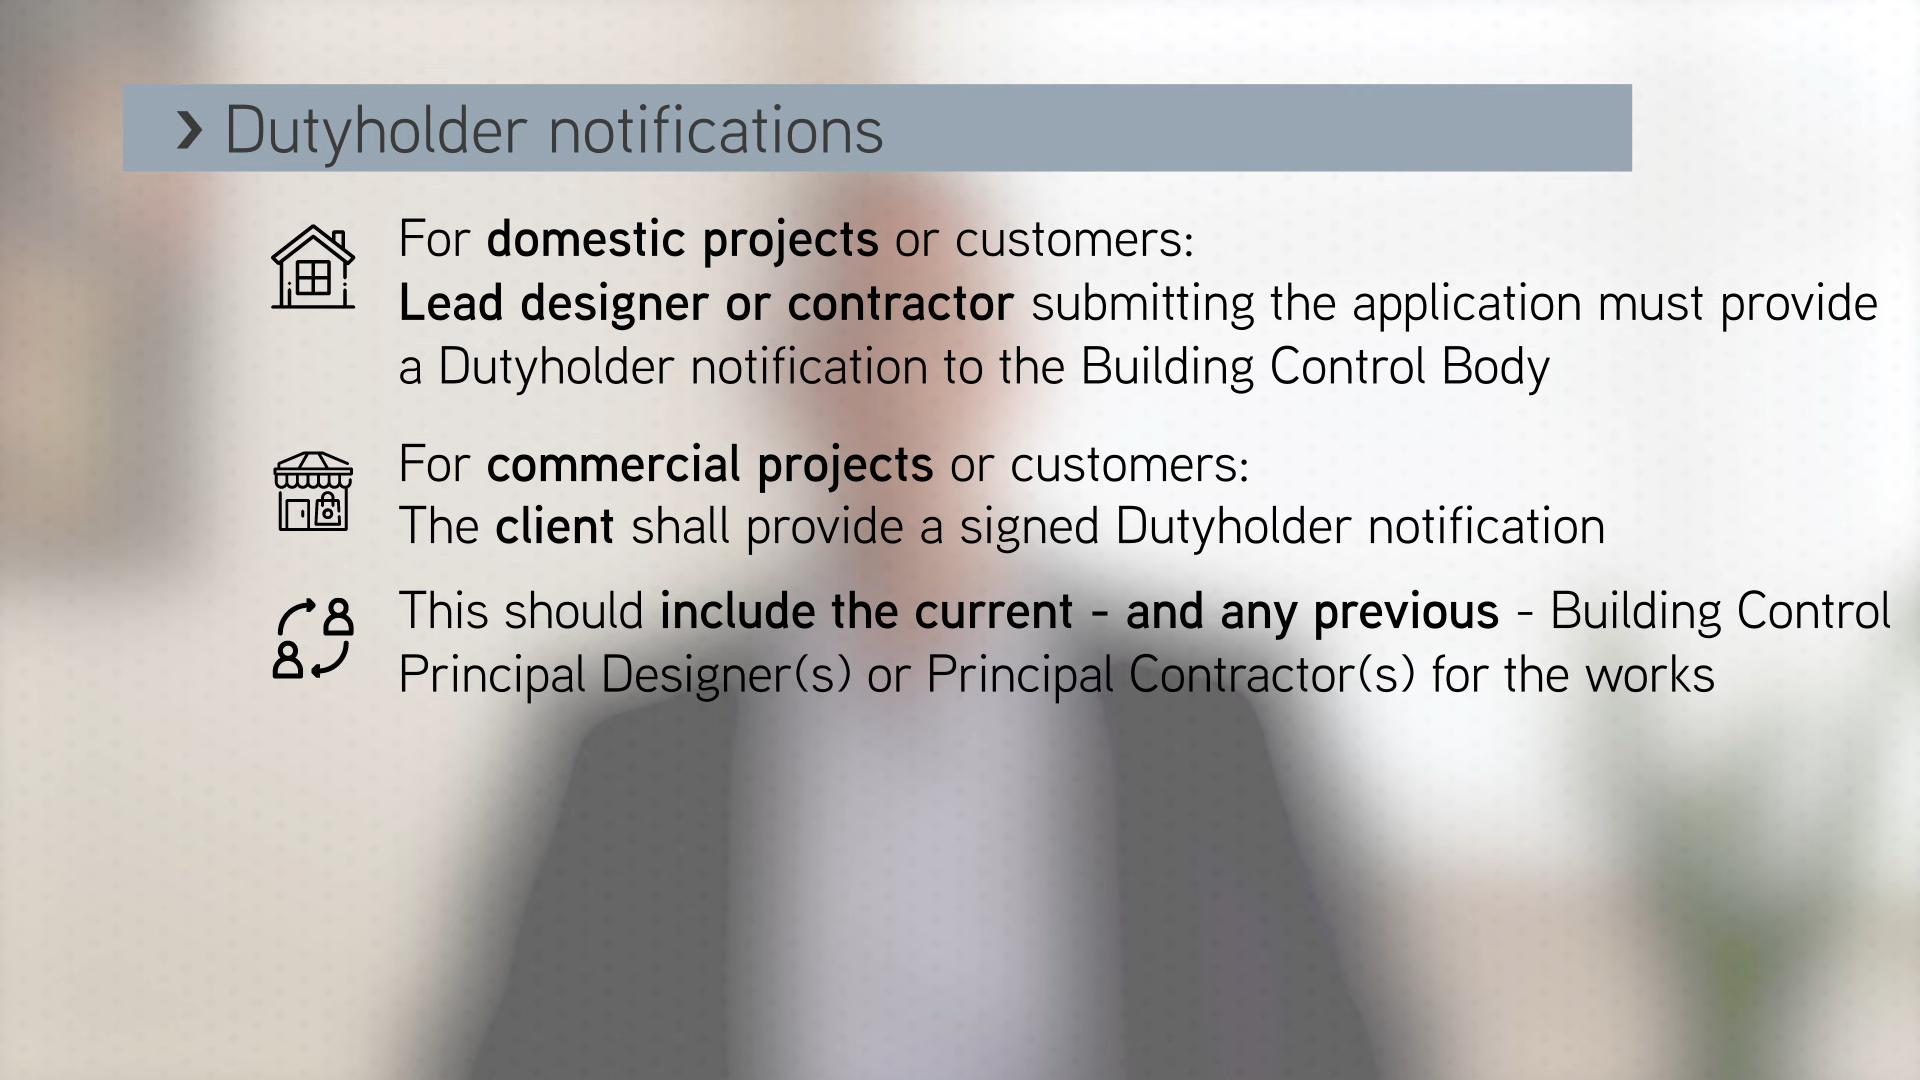 Dutyholder notifications
For domestic projects or customers:
Lead designer or contractor submitting the application must provide
a Dutyholder notification to the Building Control Body
For commercial projects or customers:
The client shall provide a signed Dutyholder notification
This should include the current - and any previous - Building Control
Principal Designer(s) or Principal Contractor(s) for the works